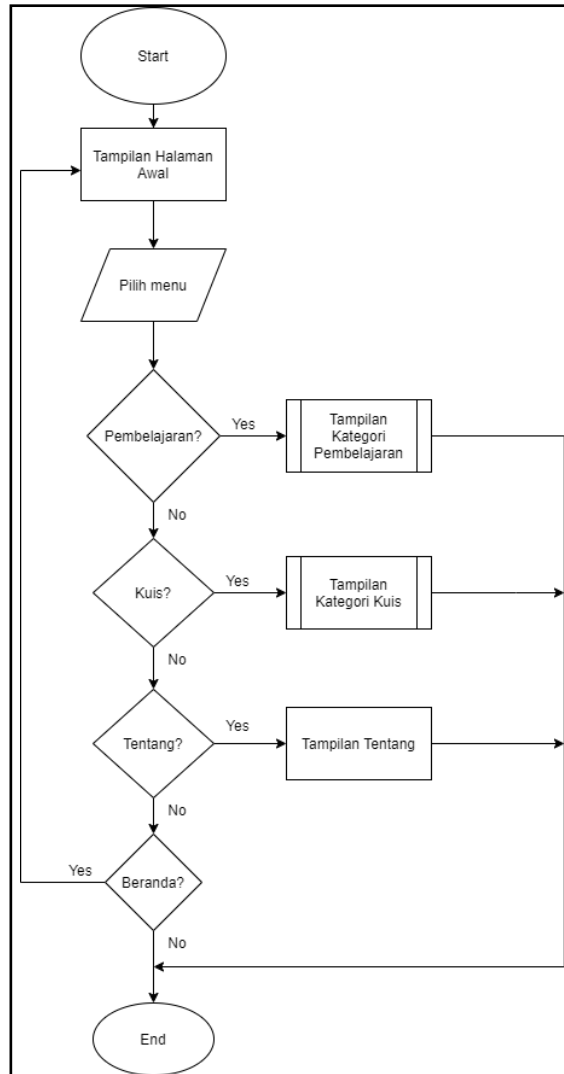 Start
Tampilan Halaman
Awal
Pilih menu
Pembelajaran?
Yes
Tampilan
Kategori
Pembelajaran
No
Kuis?
Yes
Tampilan
Kategori Kuis
No
Tentang?
Yes
Tampilan Tentang
No
Yes
Beranda?
No
End